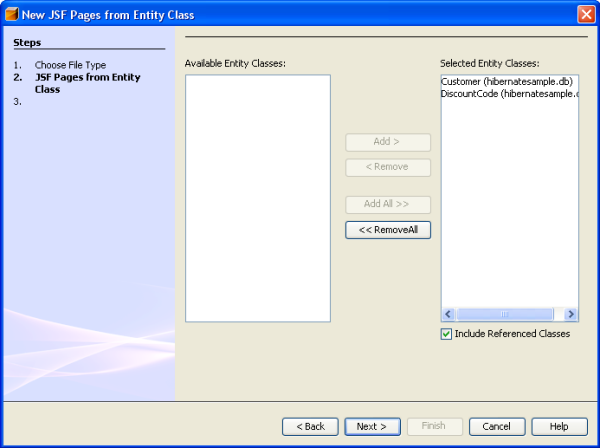 New JSF Pages from Entity Class
Steps
1. Choose File Type
2. JSF Pages from Entity
Class
3.
Available Entity Classes:
Selected Entity Classes:
Customer (hibernatesample.db)
DiscountCode (hibernatesample.
Add >
< Remove
Add All >>
<< RemoveAll
Include Referenced Classes
< Back
Next >
Finish
Cancel
Help